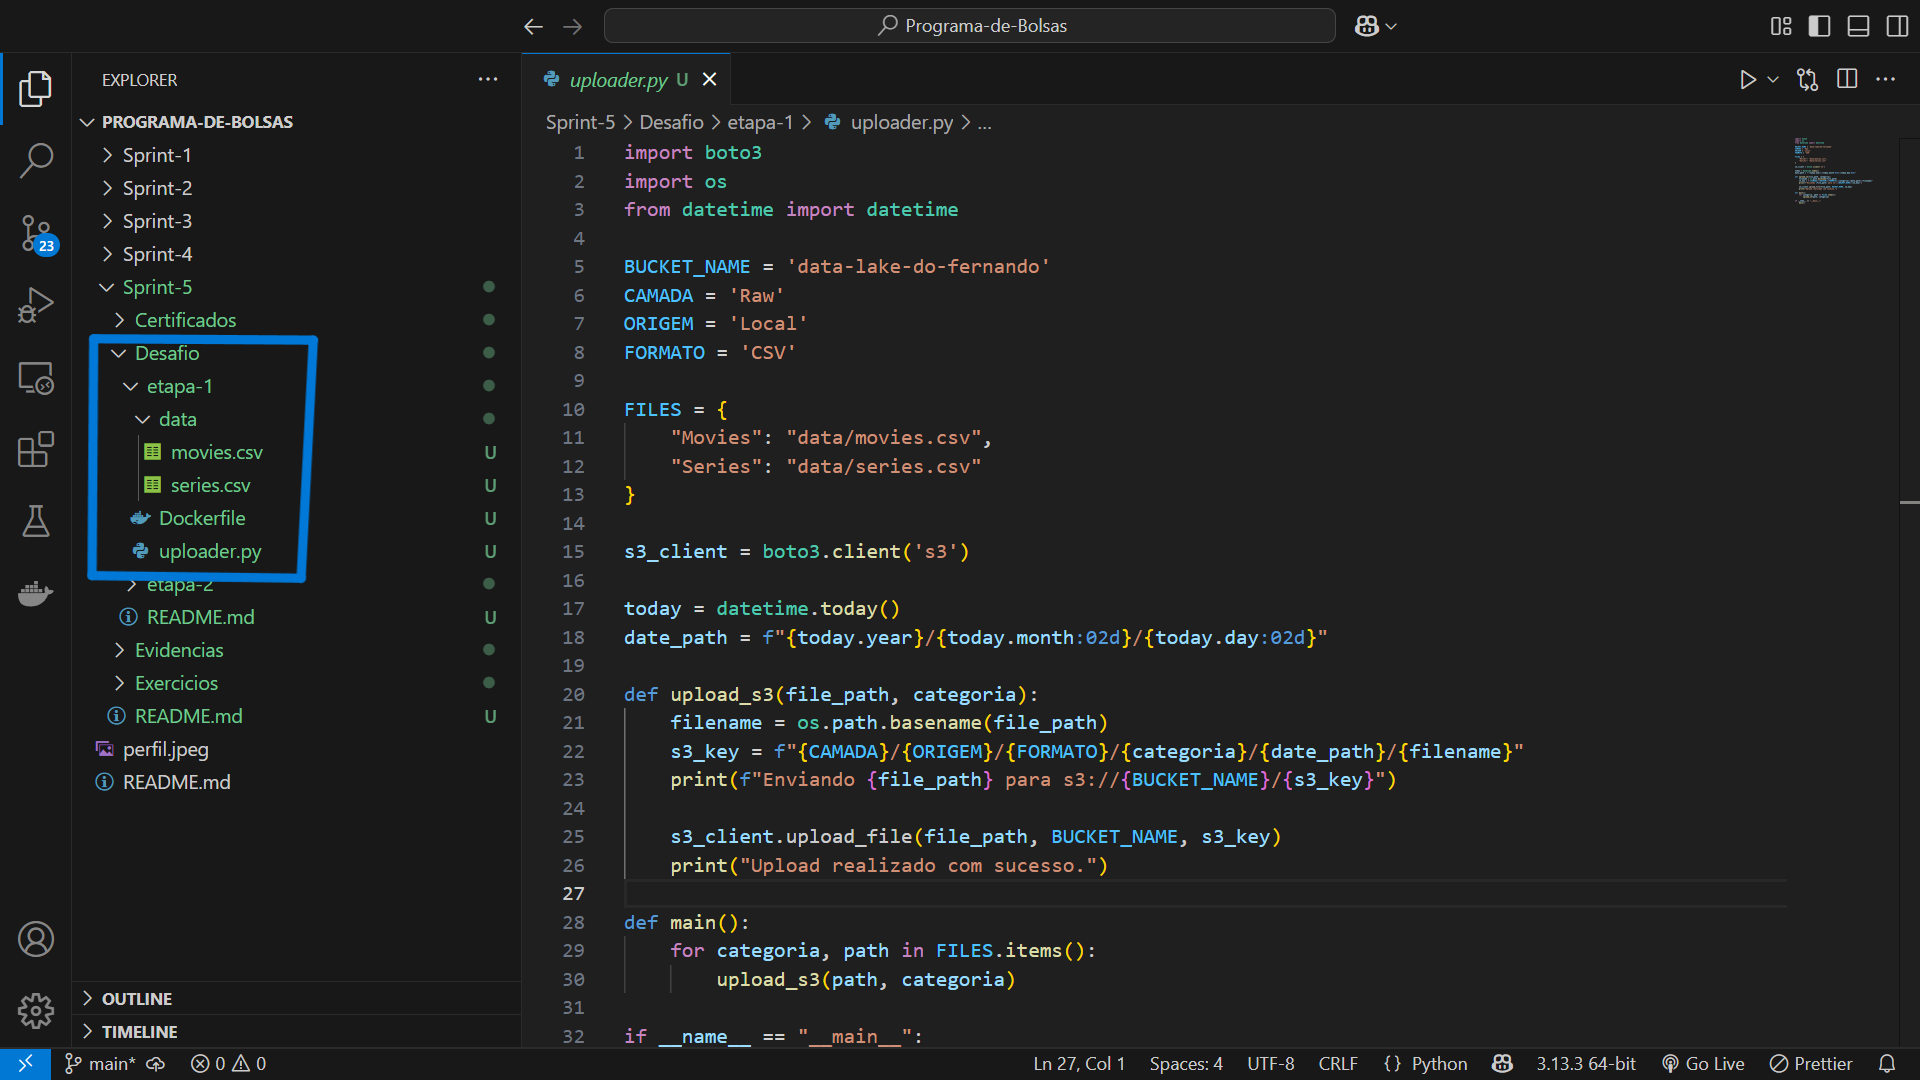 Programa-de-Bolsas
EXPLORER
PROGRAMA-DE-BOLSAS
Sprint-1
Sprint-2
Sprint-3
23
Sprint-4
Sprint-5
Certificados
Desafio
etapa-1
data
movies.csv U
series.csv U
Dockerfile U
uploader.py U
etapa-2
README.md U
Evidencias
Exercicios
README.md U
perfil.jpeg
README.md
OUTLINE
TIMELINE
uploader.py U
Sprint-5 > Desafio > etapa-1 > uploader.py > ...
1 import boto3
2 import os
3 from datetime import datetime
4
5 BUCKET_NAME = 'data-lake-do-fernando'
6 CAMADA = 'Raw'
7 ORIGEM = 'Local'
8 FORMATO = 'CSV'
9
10 FILES = {
11     "Movies": "data/movies.csv",
12     "Series": "data/series.csv"
13 }
14
15 s3_client = boto3.client('s3')
16
17 today = datetime.today()
18 date_path = f"{today.year}/{today.month:02d}/{today.day:02d}"
19
20 def upload_s3(file_path, categoria):
21     filename = os.path.basename(file_path)
22     s3_key = f"{CAMADA}/{ORIGEM}/{FORMATO}/{categoria}/{date_path}/{filename}"
23     print(f"Enviando {file_path} para s3://{BUCKET_NAME}/{s3_key}")
24
25     s3_client.upload_file(file_path, BUCKET_NAME, s3_key)
26     print("Upload realizado com sucesso.")
27
28 def main():
29     for categoria, path in FILES.items():
30         upload_s3(path, categoria)
31
32 if __name__ == "__main__":
main* 0 0 Ln 27, Col 1 Spaces: 4 UTF-8 CRLF {} Python 3.13.3 64-bit Go Live Prettier